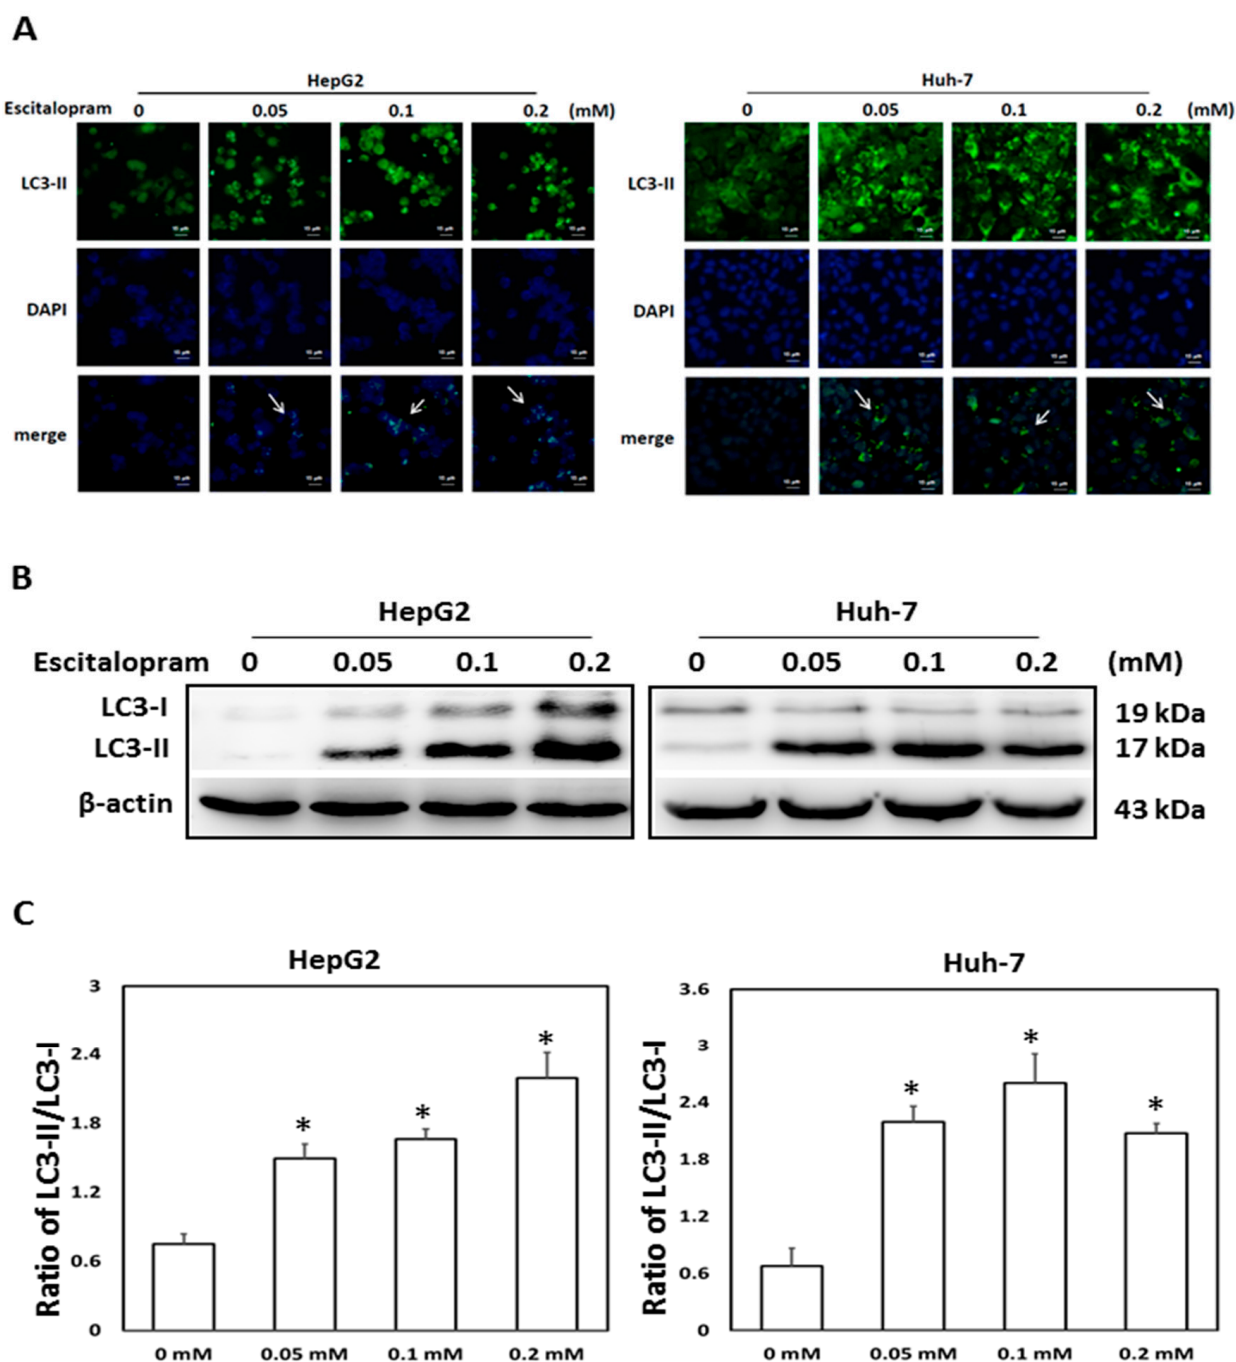 A
HepG2
Escitalopram 0 0.05 0.1 0.2 (mM)
LC3-II
DAPI
merge
Huh-7
0 0.05 0.1 0.2 (mM)
LC3-II
DAPI
merge
B
HepG2 Huh-7
Escitalopram 0 0.05 0.1 0.2 0 0.05 0.1 0.2 (mM)
LC3-I 19 kDa
LC3-II 17 kDa
β-actin 43 kDa
C
HepG2
Ratio of LC3-II/LC3-I
3
2.4
1.8
1.2
0.6
0
* * *
0 mM 0.05 mM 0.1 mM 0.2 mM
Huh-7
Ratio of LC3-II/LC3-I
3.6
3
2.4
1.8
1.2
0.6
0
* * *
0 mM 0.05 mM 0.1 mM 0.2 mM